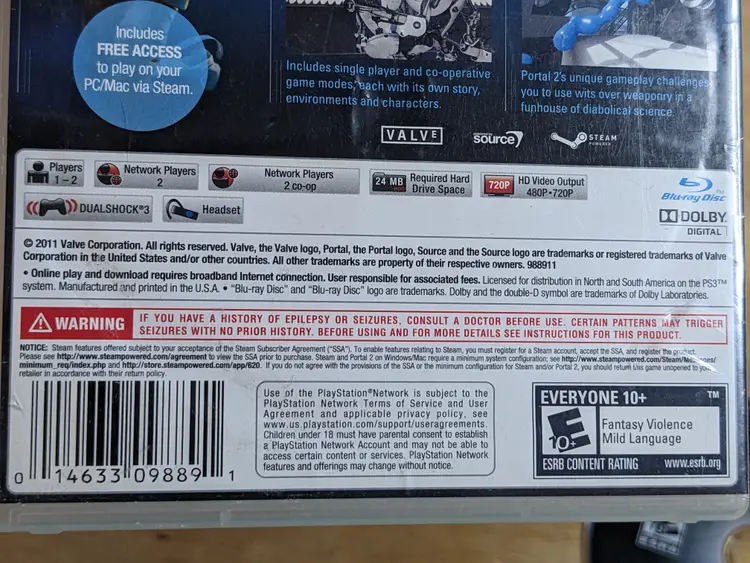 Includes
FREE ACCESS
to play on your
PC/Mac via Steam.
Includes single player and co-operative
game modes, each with its own story,
environments and characters.
Portal 2's unique gameplay challenges
you to use wits over weaponry in a
funhouse of diabolical science.
VALVE
source
STEAM
POWERED
Players
1 – 2
Network Players
2
Network Players
2 co-op
24 MB
Required Hard
Drive Space
720P
HD Video Output
480P•720P
Blu-ray Disc
DUALSHOCK®3
Headset
DOLBY
DIGITAL
© 2011 Valve Corporation. All rights reserved. Valve, the Valve logo, Portal, the Portal logo, Source and the Source logo are trademarks or registered trademarks of Valve
Corporation in the United States and/or other countries. All other trademarks are property of their respective owners. 988911
• Online play and download requires broadband Internet connection. User responsible for associated fees. Licensed for distribution in North and South America on the PS3™
system. Manufactured and printed in the U.S.A. • "Blu-ray Disc" and "Blu-ray Disc" logo are trademarks. Dolby and the double-D symbol are trademarks of Dolby Laboratories.
WARNING
IF YOU HAVE A HISTORY OF EPILEPSY OR SEIZURES, CONSULT A DOCTOR BEFORE USE. CERTAIN PATTERNS MAY TRIGGER
SEIZURES WITH NO PRIOR HISTORY. BEFORE USING AND FOR MORE DETAILS SEE INSTRUCTIONS FOR THIS PRODUCT.
NOTICE: Steam features offered subject to your acceptance of the Steam Subscriber Agreement ("SSA"). To enable features relating to Steam, you must register for a Steam account, accept the SSA, and register the product.
Please see http://www.steampowered.com/agreement to view the SSA prior to purchase. Steam and Portal 2 on Windows/Mac require a minimum system configuration; see http://www.steampowered.com/Steam/Messages/
minimum_req/index.php and http://store.steampowered.com/app/620. If you do not agree with the provisions of the SSA or the minimum configuration for Steam and/or Portal 2, you should return this game unopened to your
retailer in accordance with their return policy.
0 14633 09889 1
Use of the PlayStation®Network is subject to the
PlayStation Network Terms of Service and User
Agreement and applicable privacy policy, see
www.us.playstation.com/support/useragreements.
Children under 18 must have parental consent to establish
a PlayStation Network Account and may not be able to
access certain content or services. PlayStation Network
features and offerings may change without notice.
EVERYONE 10+
™
E
10+
Fantasy Violence
Mild Language
ESRB CONTENT RATING
www.esrb.org